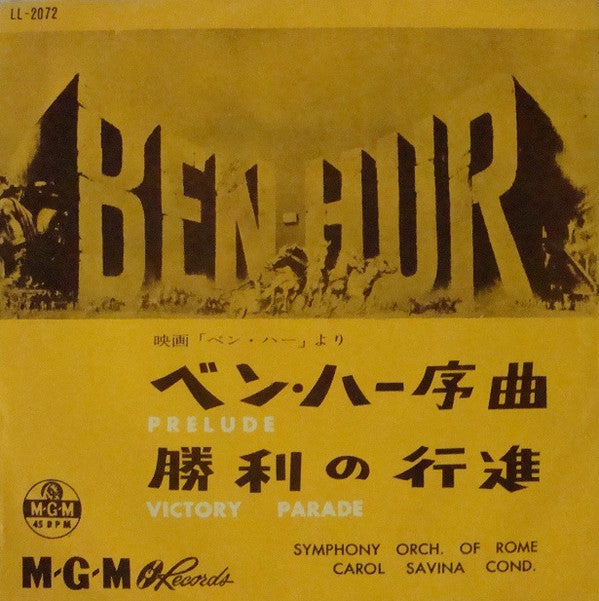 LL-2072
BEN-HUR
映画「ベン・ハー」より
ベン・ハー序曲
PRELUDE
勝利の行進
VICTORY PARADE
M-G-M
45 RPM
M-G-M Records
SYMPHONY ORCH. OF ROME
CAROL SAVINA COND.